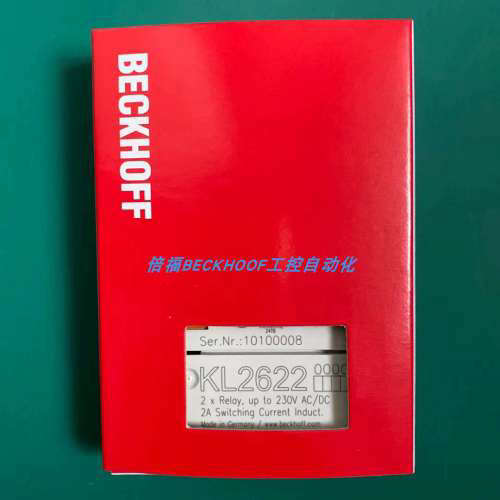 BECKHOFF
倍福BECKHOOF工控自动化
Ser.Nr.:10100008
KL2622 0000
2 x Relay, up to 230V AC/DC
2A Switching Current Induct.
Made in Germany / www.beckhoff.com